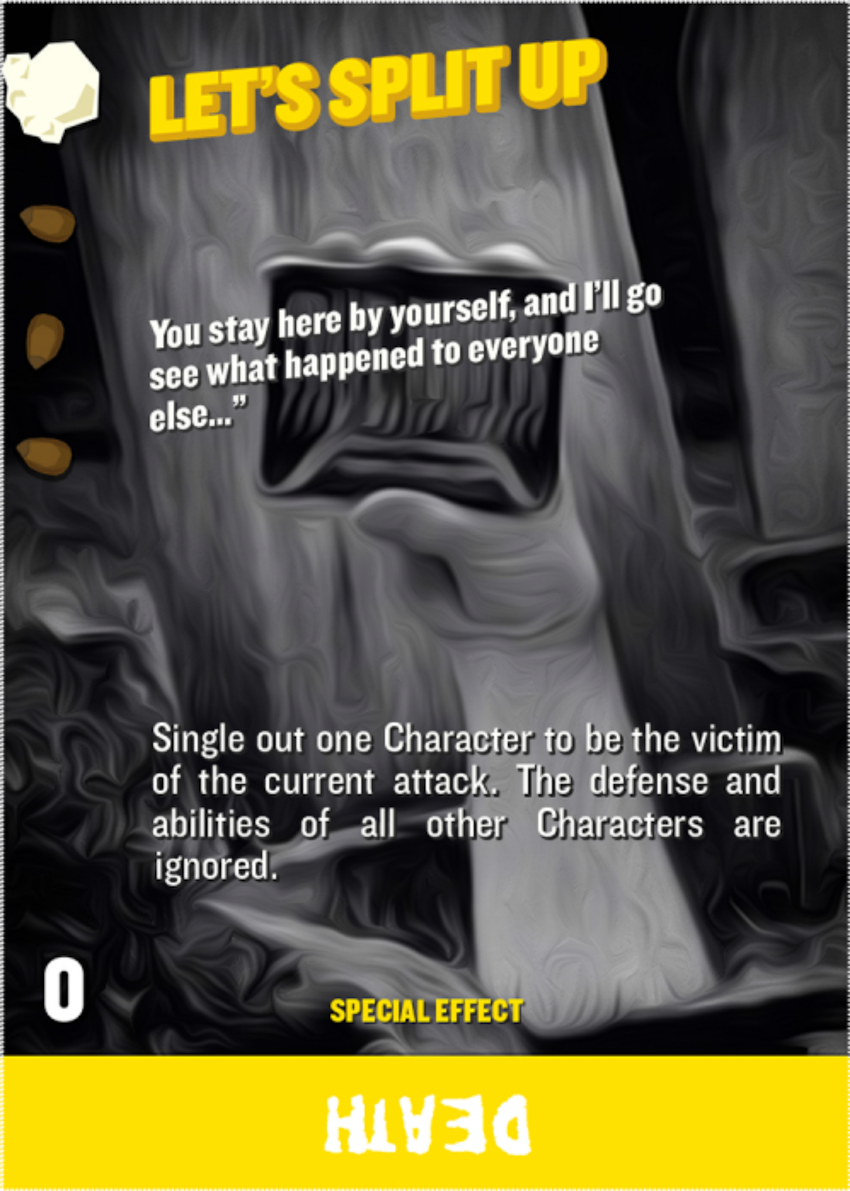 LET'S SPLIT UP
You stay here by yourself, and I'll go
see what happened to everyone
else..."
Single out one Character to be the victim
of the current attack. The defense and
abilities of all other Characters are
ignored.
0
SPECIAL EFFECT
DEATH